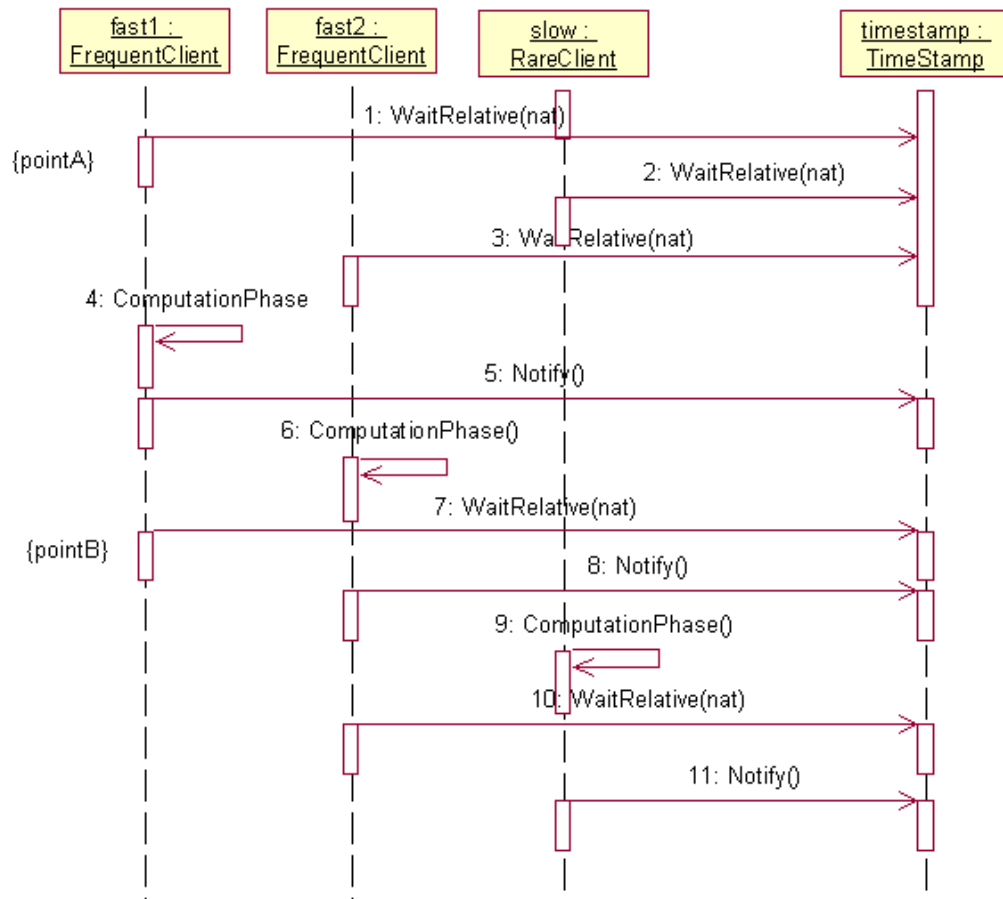 fast1 :
FrequentClient
fast2 :
FrequentClient
slow :
RareClient
timestamp :
TimeStamp
1: WaitRelative(nat)
{pointA}
2: WaitRelative(nat)
3: WaitRelative(nat)
4: ComputationPhase
5: Notify()
6: ComputationPhase()
7: WaitRelative(nat)
{pointB}
8: Notify()
9: ComputationPhase()
10: WaitRelative(nat)
11: Notify()